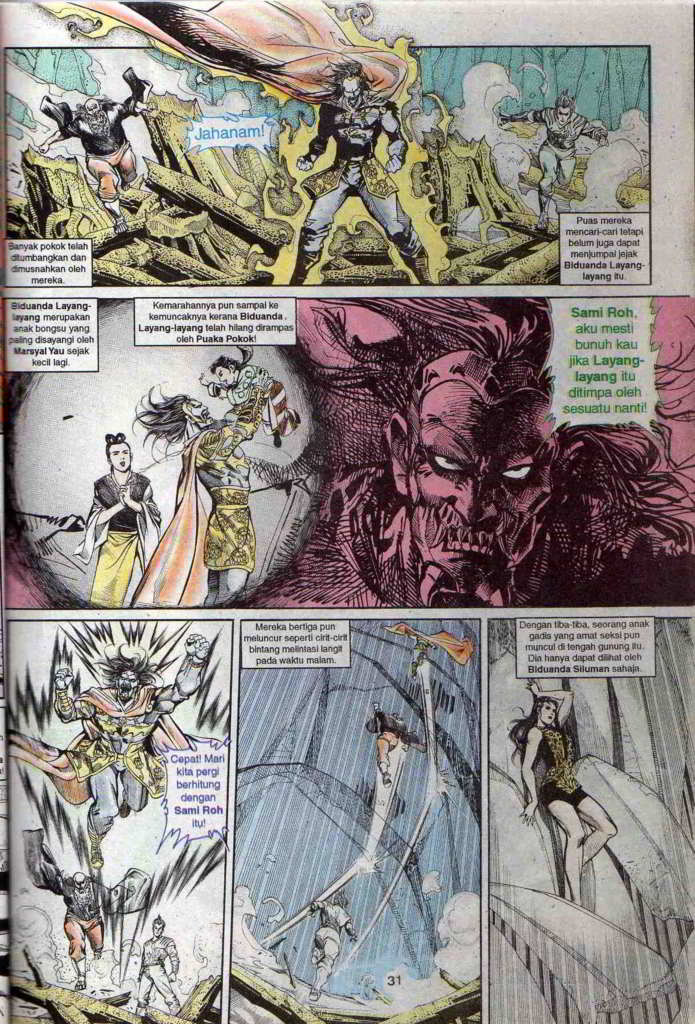 Jahanam!
Banyak pokok telah
ditumbangkan dan
dimusnahkan oleh
mereka.
Puas mereka
mencari-cari tetapi
belum juga dapat
menjumpai jejak
Biduanda Layang-
layang itu.
Biduanda Layang-
layang merupakan
anak bongsu yang
paling disayangi oleh
Marsyal Yau sejak
kecil lagi.
Kemarahannya pun sampai ke
kemuncaknya kerana Biduanda
Layang-layang telah hilang dirampas
oleh Puaka Pokok!
Sami Roh,
aku mesti
bunuh kau
jika Layang-
layang itu
ditimpa oleh
sesuatu nanti!
Cepat! Mari
kita pergi
berhitung
dengan
Sami Roh
itu!
Mereka bertiga pun
meluncur seperti cirit-cirit
bintang melintasi langit
pada waktu malam.
Dengan tiba-tiba, seorang anak
gadis yang amat seksi pun
muncul di tengah gunung itu.
Dia hanya dapat dilihat oleh
Biduanda Siluman sahaja.
31